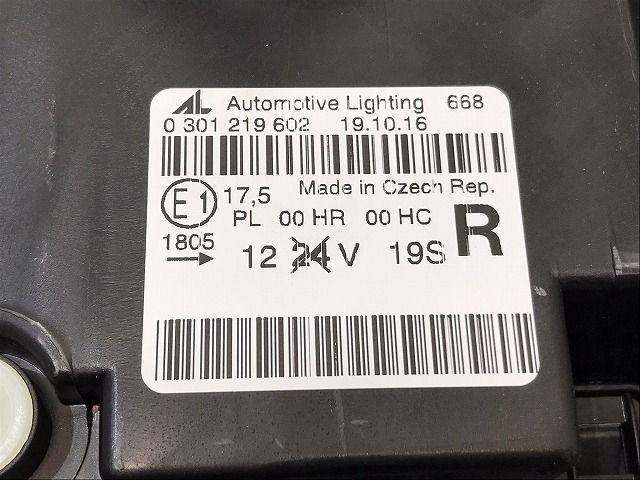 AL Automotive Lighting 668
0 301 219 602 19.10.16
E1 17,5 Made in Czech Rep.
PL 00 HR 00 HC R
1805
12 24 V 19S